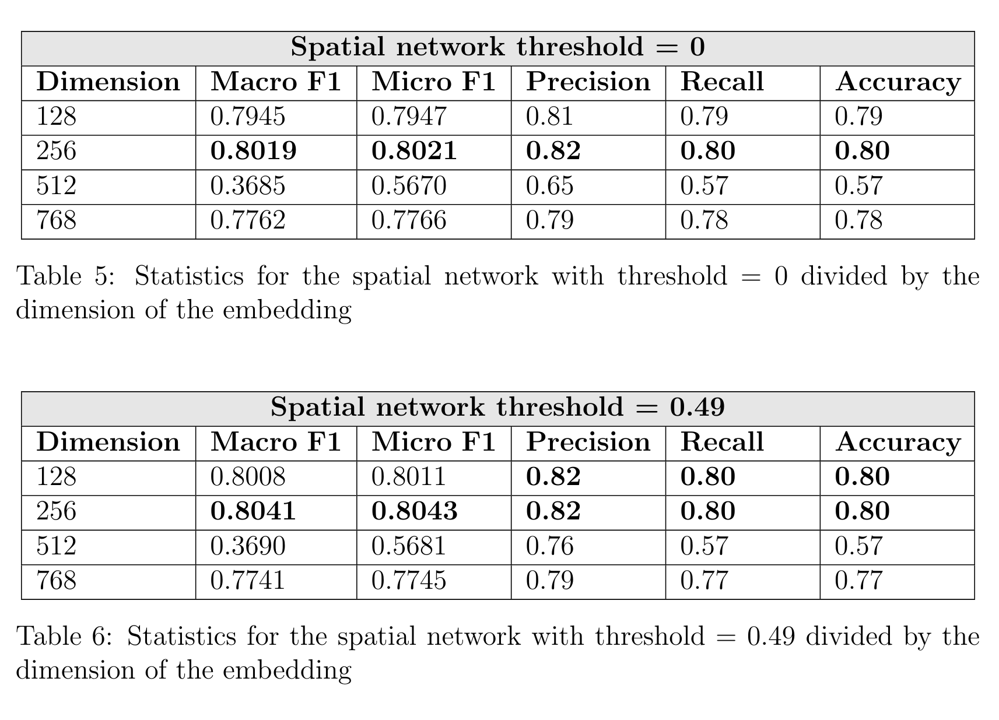 Spatial network threshold = 0
Dimension Macro F1 Micro F1 Precision Recall Accuracy
128 0.7945 0.7947 0.81 0.79 0.79
256 0.8019 0.8021 0.82 0.80 0.80
512 0.3685 0.5670 0.65 0.57 0.57
768 0.7762 0.7766 0.79 0.78 0.78
Table 5: Statistics for the spatial network with threshold = 0 divided by the
dimension of the embedding
Spatial network threshold = 0.49
Dimension Macro F1 Micro F1 Precision Recall Accuracy
128 0.8008 0.8011 0.82 0.80 0.80
256 0.8041 0.8043 0.82 0.80 0.80
512 0.3690 0.5681 0.76 0.57 0.57
768 0.7741 0.7745 0.79 0.77 0.77
Table 6: Statistics for the spatial network with threshold = 0.49 divided by the
dimension of the embedding